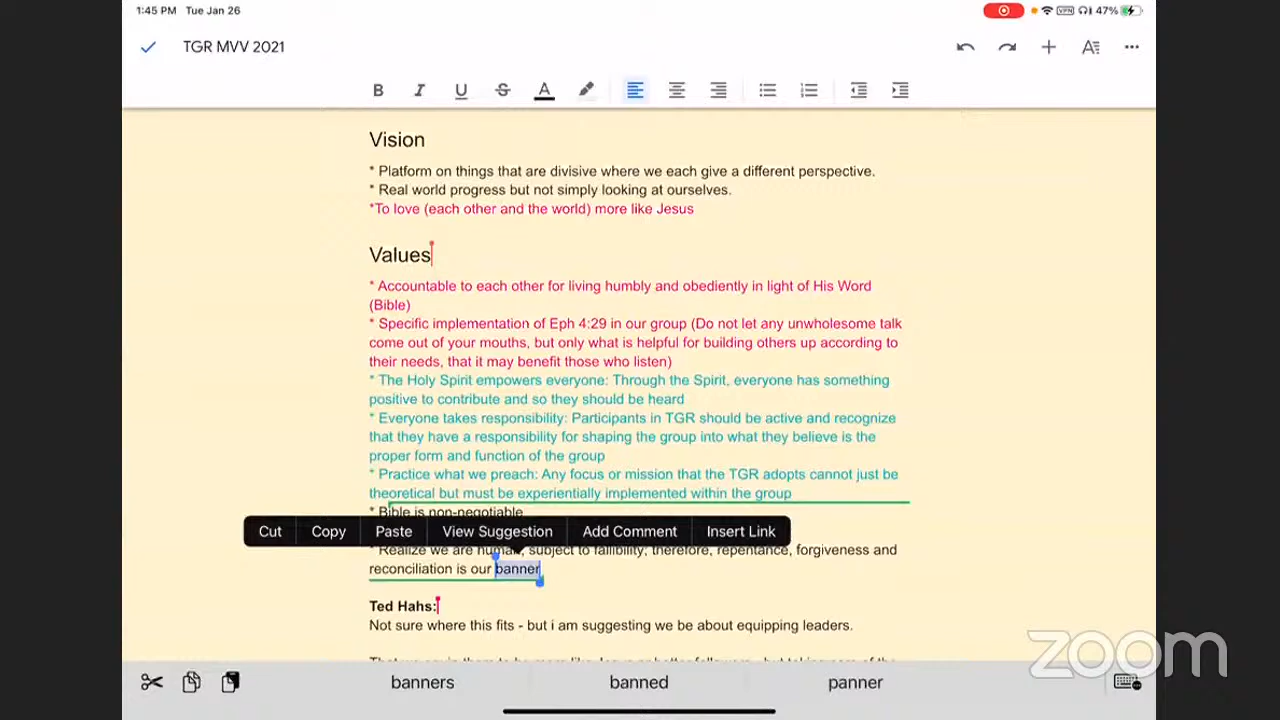 1:45 PM Tue Jan 26
VPN 47%
TGR MVV 2021
B I U S A
Vision
* Platform on things that are divisive where we each give a different perspective.
* Real world progress but not simply looking at ourselves.
*To love (each other and the world) more like Jesus
Values
* Accountable to each other for living humbly and obediently in light of His Word
(Bible)
* Specific implementation of Eph 4:29 in our group (Do not let any unwholesome talk
come out of your mouths, but only what is helpful for building others up according to
their needs, that it may benefit those who listen)
* The Holy Spirit empowers everyone: Through the Spirit, everyone has something
positive to contribute and so they should be heard
* Everyone takes responsibility: Participants in TGR should be active and recognize
that they have a responsibility for shaping the group into what they believe is the
proper form and function of the group
* Practice what we preach: Any focus or mission that the TGR adopts cannot just be
theoretical but must be experientially implemented within the group
* Bible is non-negotiable
Cut Copy Paste View Suggestion Add Comment Insert Link
* Realize we are human, subject to fallibility; therefore, repentance, forgiveness and
reconciliation is our banner
Ted Hahs:
Not sure where this fits - but i am suggesting we be about equipping leaders.
zoom
banners banned panner